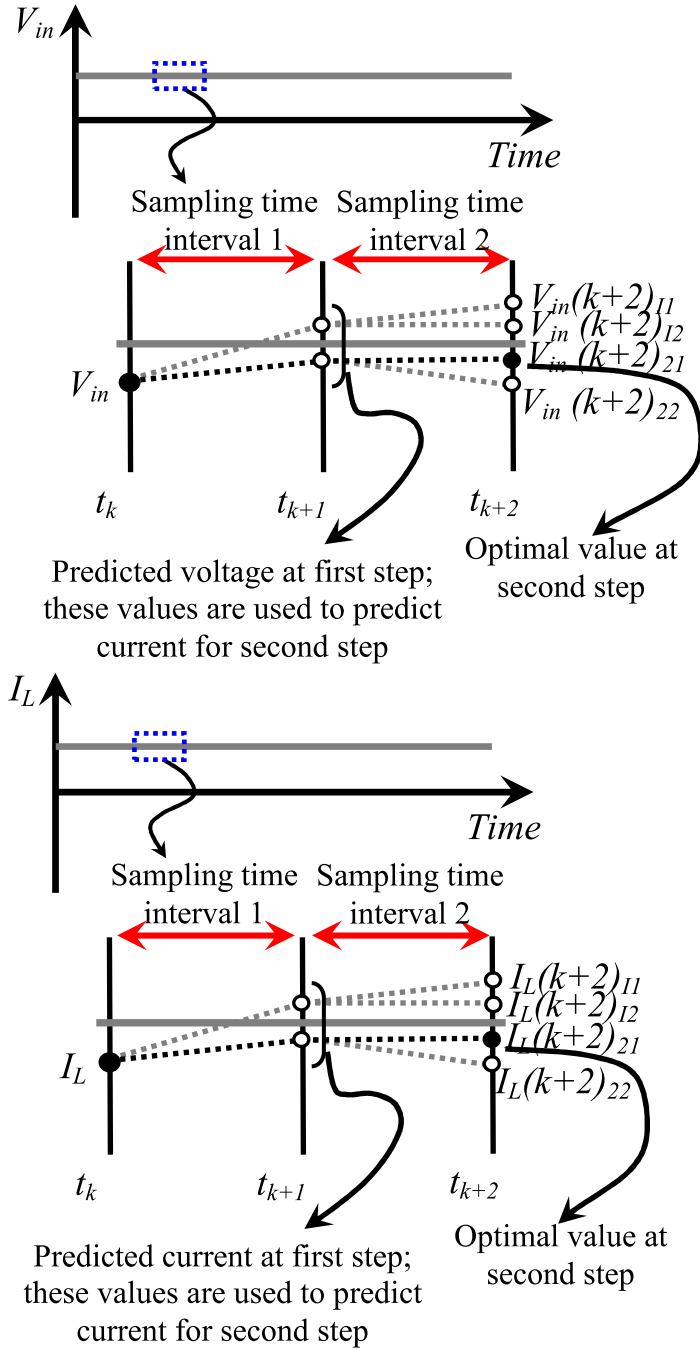 V_in
Time
Sampling time
interval 1
Sampling time
interval 2
V_in(k+2)_I1
V_in (k+2)_I2
V_in (k+2)_21
V_in (k+2)_22
V_in
t_k
t_k+1
t_k+2
Predicted voltage at first step;
these values are used to predict
current for second step
Optimal value at
second step
I_L
Time
Sampling time
interval 1
Sampling time
interval 2
I_L(k+2)_I1
I_L(k+2)_I2
I_L(k+2)_21
I_L(k+2)_22
I_L
t_k
t_k+1
t_k+2
Predicted current at first step;
these values are used to predict
current for second step
Optimal value at
second step